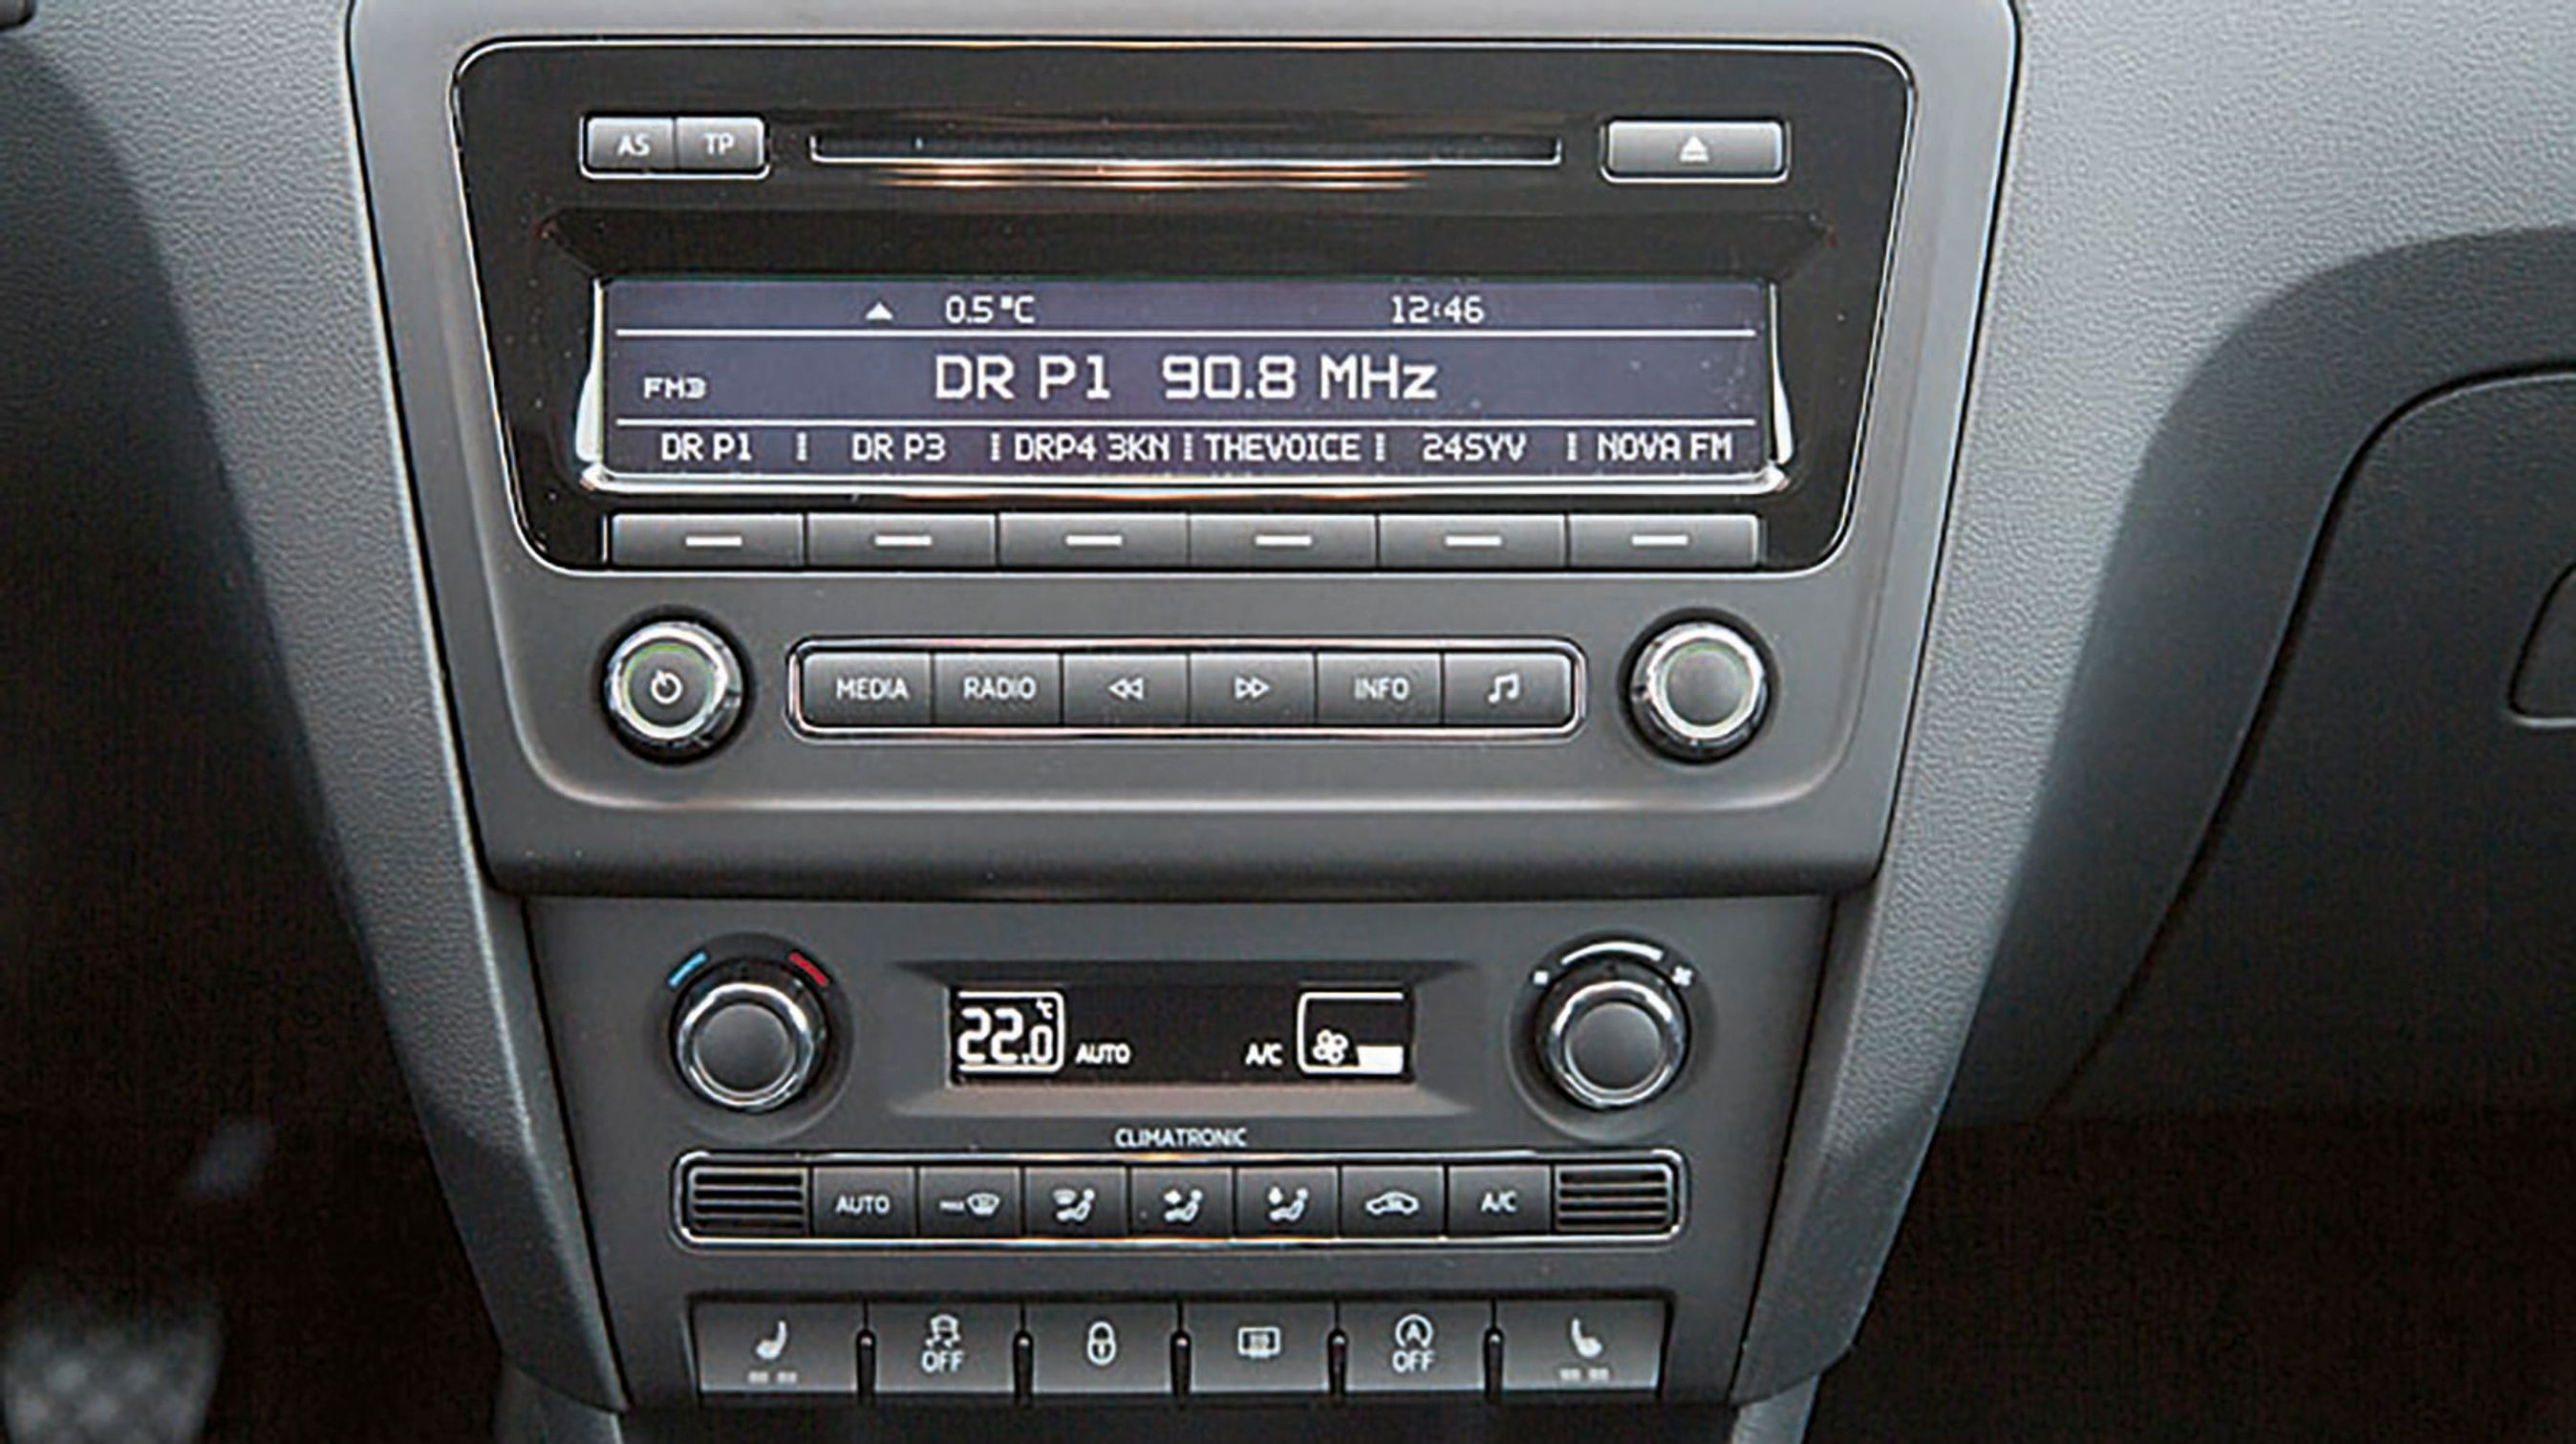 AS TP
0.5°C 12:46
FM3 DR P1 90.8 MHz
DR P1 DR P3 DRP4 3KN THEVOICE 24SYV NOVA FM
MEDIA RADIO INFO
22.0 °C AUTO A/C
CLIMATRONIC
AUTO MAX A/C
OFF A OFF